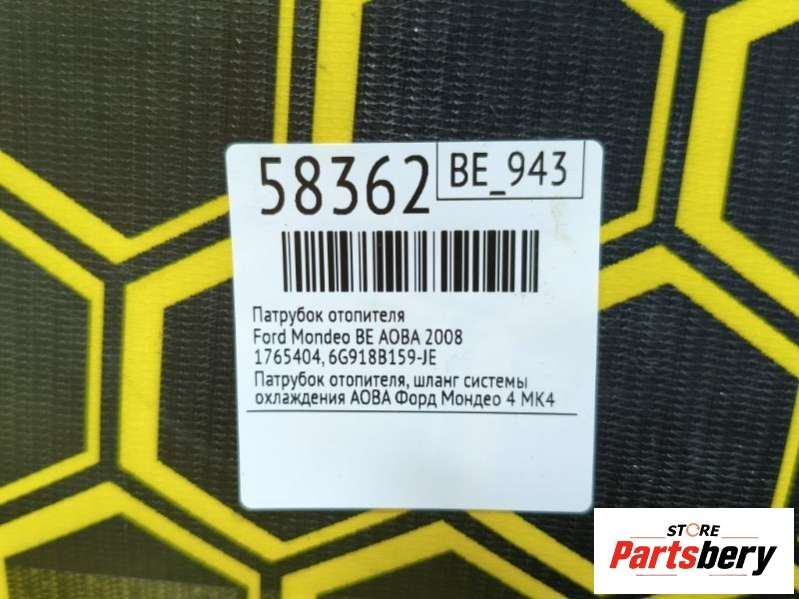 58362
BE_943
Патрубок отопителя
Ford Mondeo BE AOBA 2008
1765404, 6G918B159-JE
Патрубок отопителя, шланг системы
охлаждения AOBA Форд Мондео 4 МК4
STORE
Partsbery